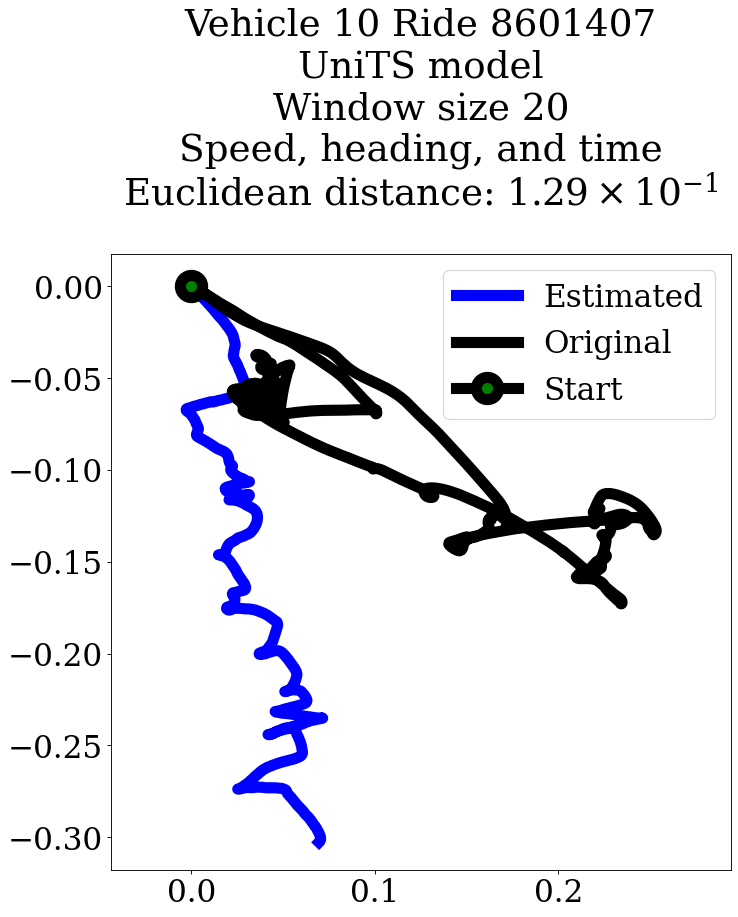 Vehicle 10 Ride 8601407
UniTS model
Window size 20
Speed, heading, and time
Euclidean distance: 1.29 × 10⁻¹
Estimated
Original
Start
0.00
−0.05
−0.10
−0.15
−0.20
−0.25
−0.30
0.0 0.1 0.2